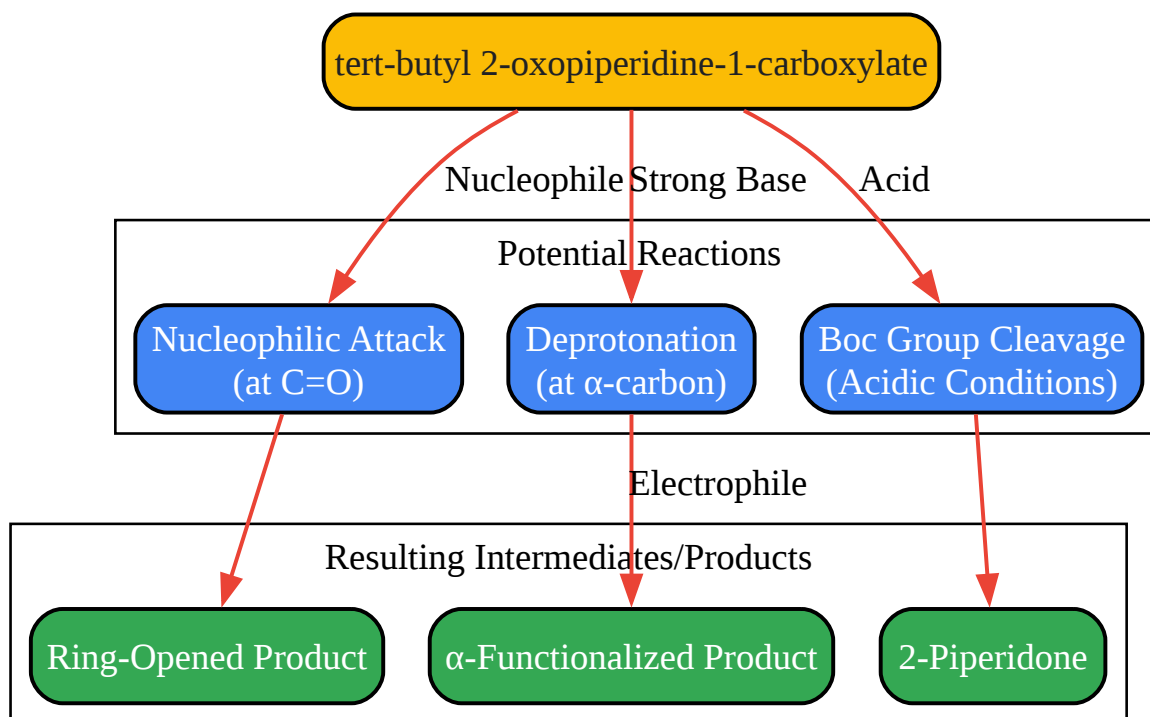 tert-butyl 2-oxopiperidine-1-carboxylate
Nucleophile
Strong Base
Acid
Potential Reactions
Nucleophilic Attack
(at C=O)
Deprotonation
(at α-carbon)
Boc Group Cleavage
(Acidic Conditions)
Electrophile
Resulting Intermediates/Products
Ring-Opened Product
α-Functionalized Product
2-Piperidone